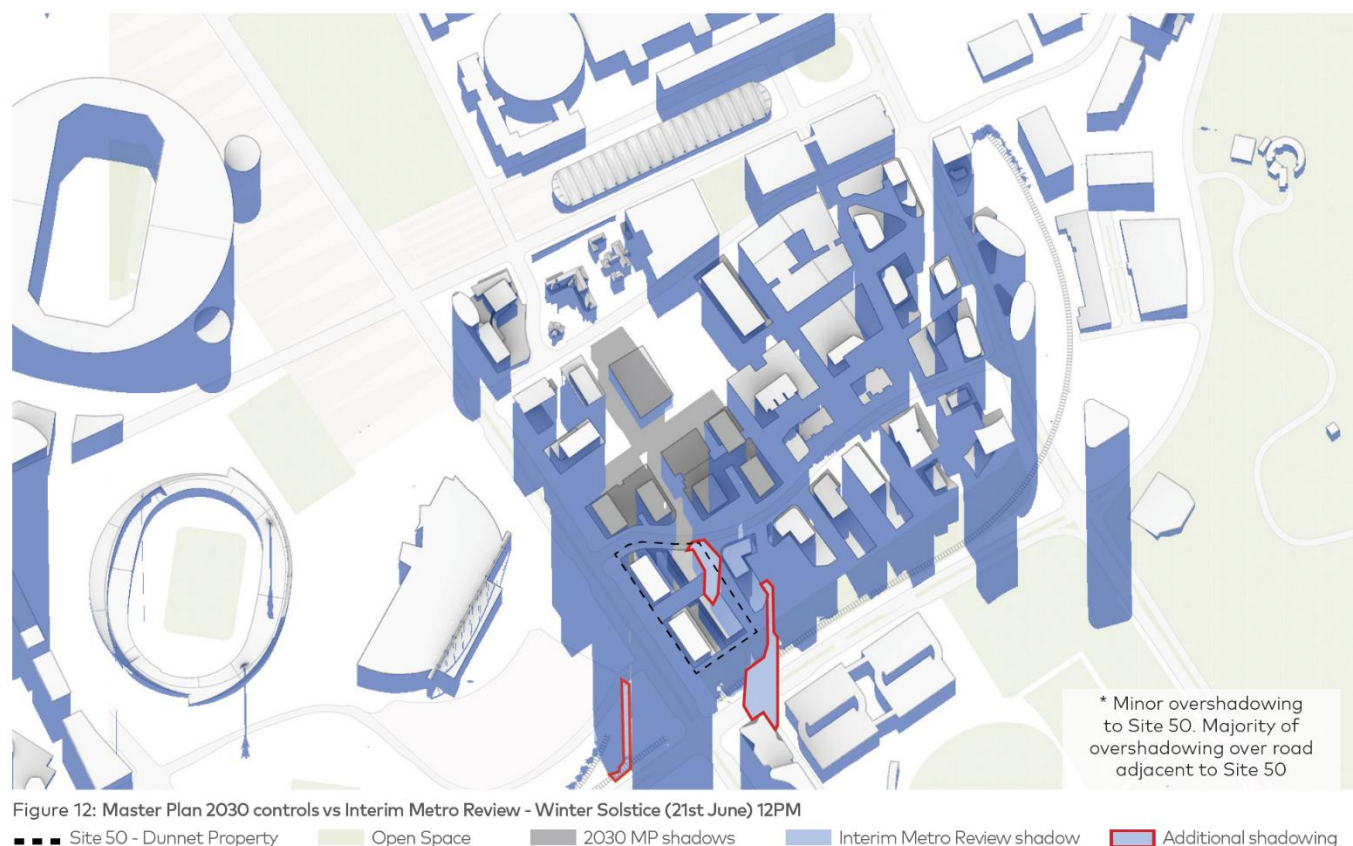 * Minor overshadowing
to Site 50. Majority of
overshadowing over road
adjacent to Site 50
Figure 12: Master Plan 2030 controls vs Interim Metro Review - Winter Solstice (21st June) 12PM
Site 50 - Dunnet Property Open Space 2030 MP shadows Interim Metro Review shadow Additional shadowing